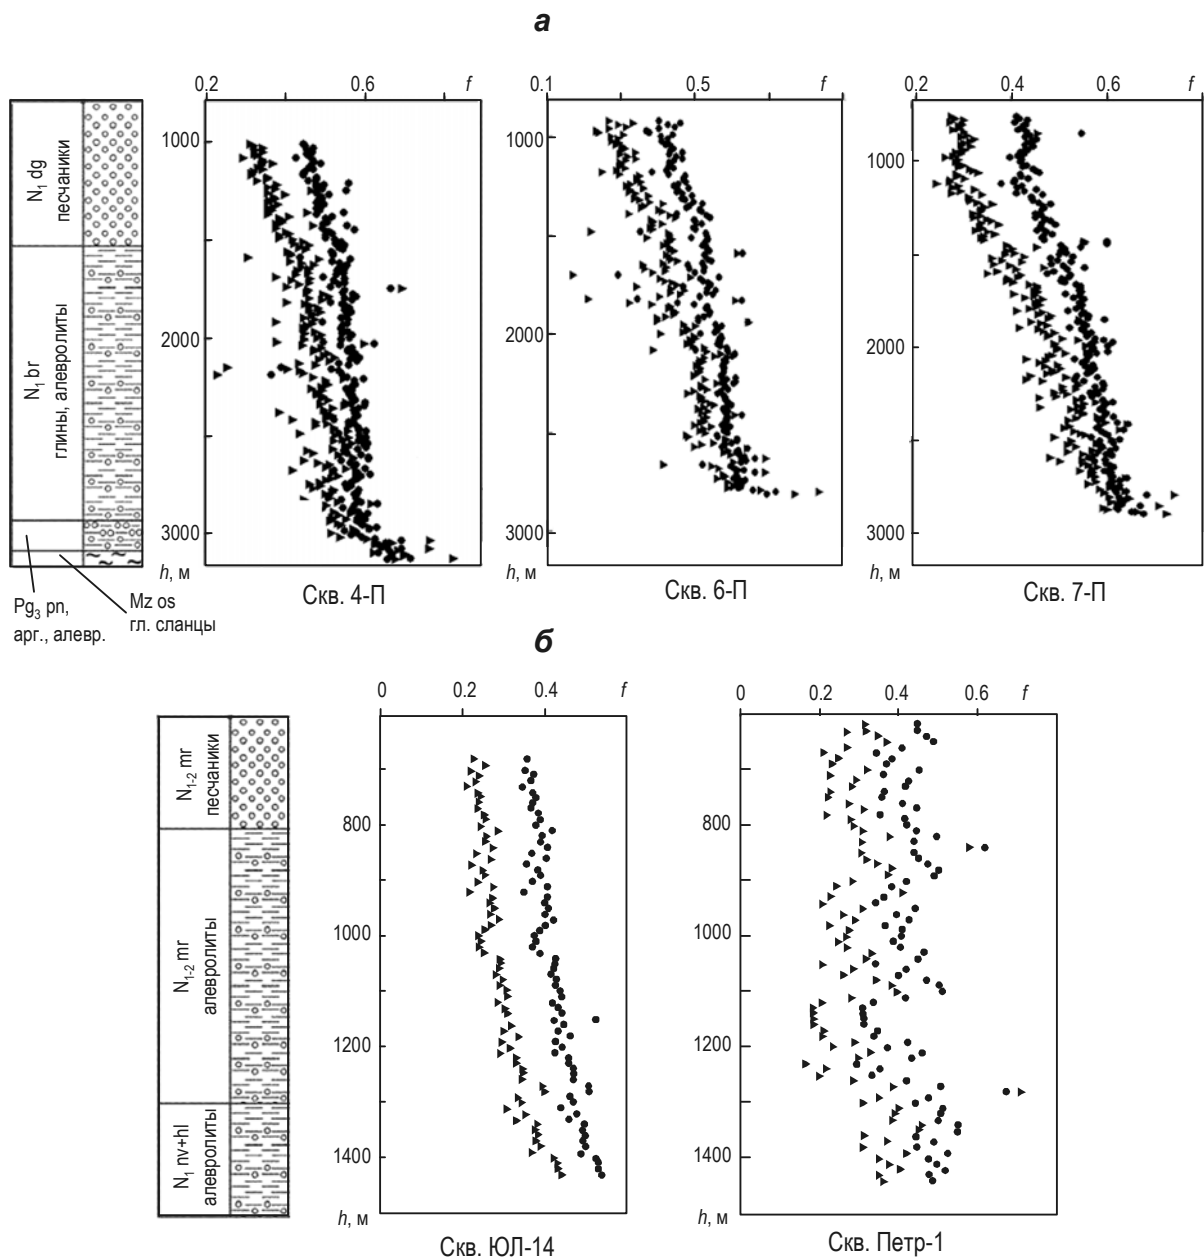 а
0.2 0.6 f
0.1 0.5 f
0.2 0.4 0.6 f
N₁ dg
песчаники
N₁ br
глины, алевролиты
1000
2000
3000
h, м
1000
2000
3000
h, м
1000
2000
3000
h, м
Скв. 4-П
Скв. 6-П
Скв. 7-П
Pg₃ pn,
арг., алевр.
Mz os
гл. сланцы
б
0 0.2 0.4 f
0 0.2 0.4 0.6 f
N₁₋₂ mr
песчаники
N₁₋₂ mr
алевролиты
N₁ nv+hl
алевролиты
800
1000
1200
1400
h, м
800
1000
1200
1400
h, м
Скв. ЮЛ-14
Скв. Петр-1